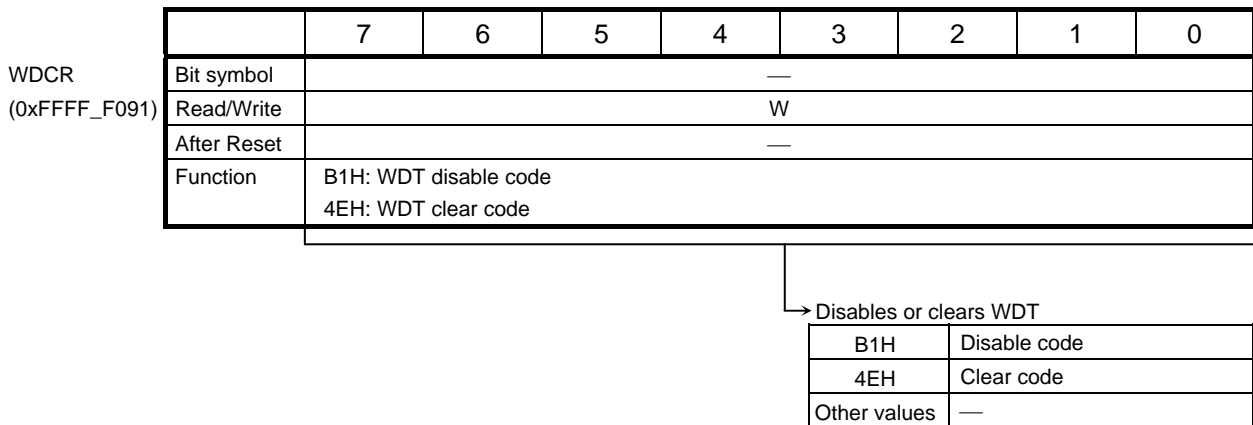 7 6 5 4 3 2 1 0
WDCR Bit symbol —
(0xFFFF_F091) Read/Write W
After Reset —
Function B1H: WDT disable code
4EH: WDT clear code
Disables or clears WDT
B1H Disable code
4EH Clear code
Other values —